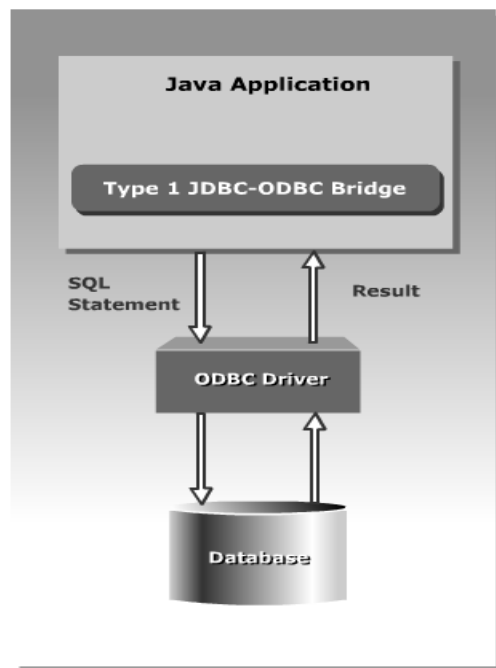 Java Application
Type 1 JDBC-ODBC Bridge
SQL
Statement
Result
ODBC Driver
Database